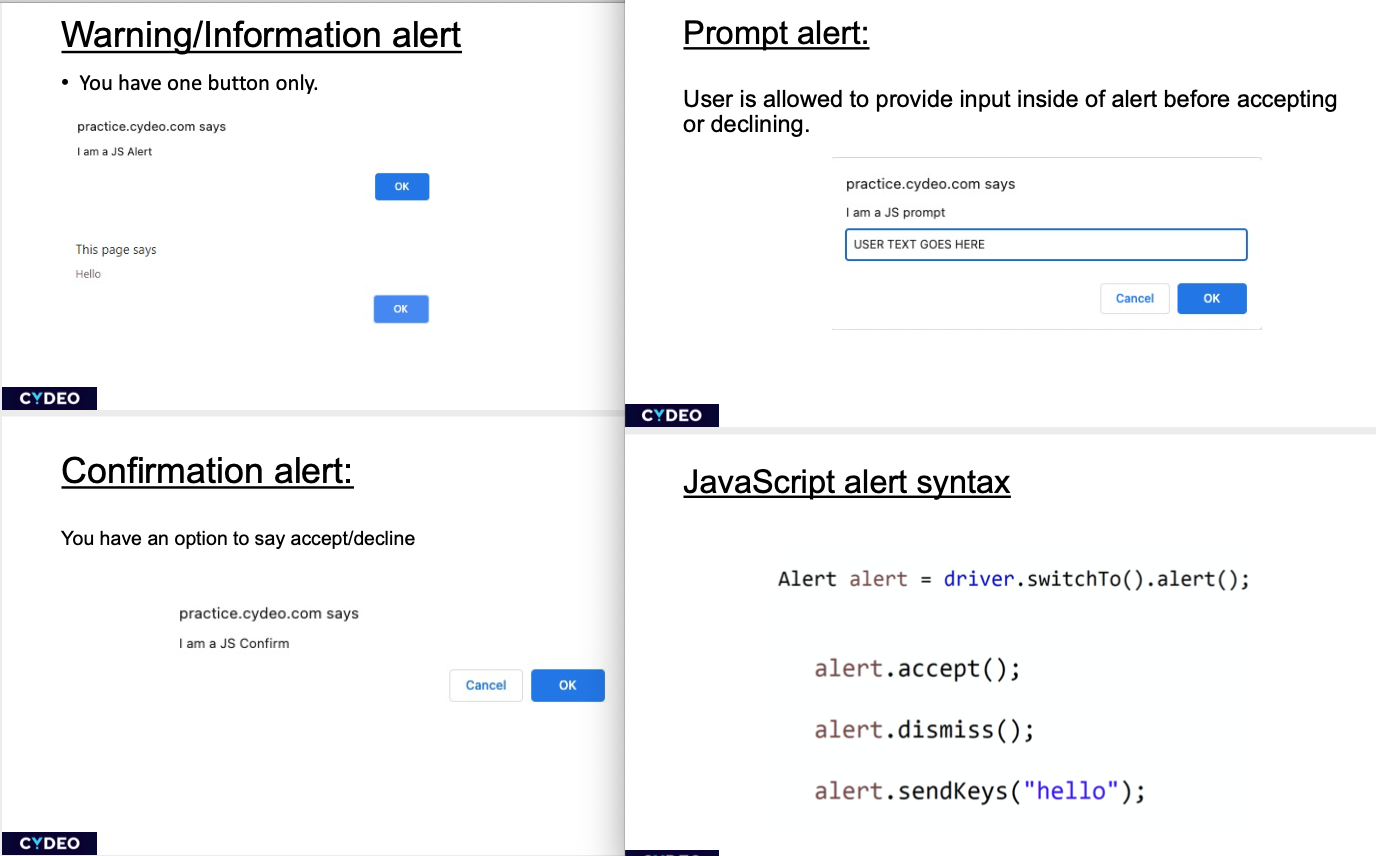 Warning/Information alert
• You have one button only.
practice.cydeo.com says
I am a JS Alert
OK
This page says
Hello
OK
CYDEO
Confirmation alert:
You have an option to say accept/decline
practice.cydeo.com says
I am a JS Confirm
Cancel OK
CYDEO
Prompt alert:
User is allowed to provide input inside of alert before accepting
or declining.
practice.cydeo.com says
I am a JS prompt
USER TEXT GOES HERE
Cancel OK
CYDEO
JavaScript alert syntax
Alert alert = driver.switchTo().alert();
alert.accept();
alert.dismiss();
alert.sendKeys("hello");